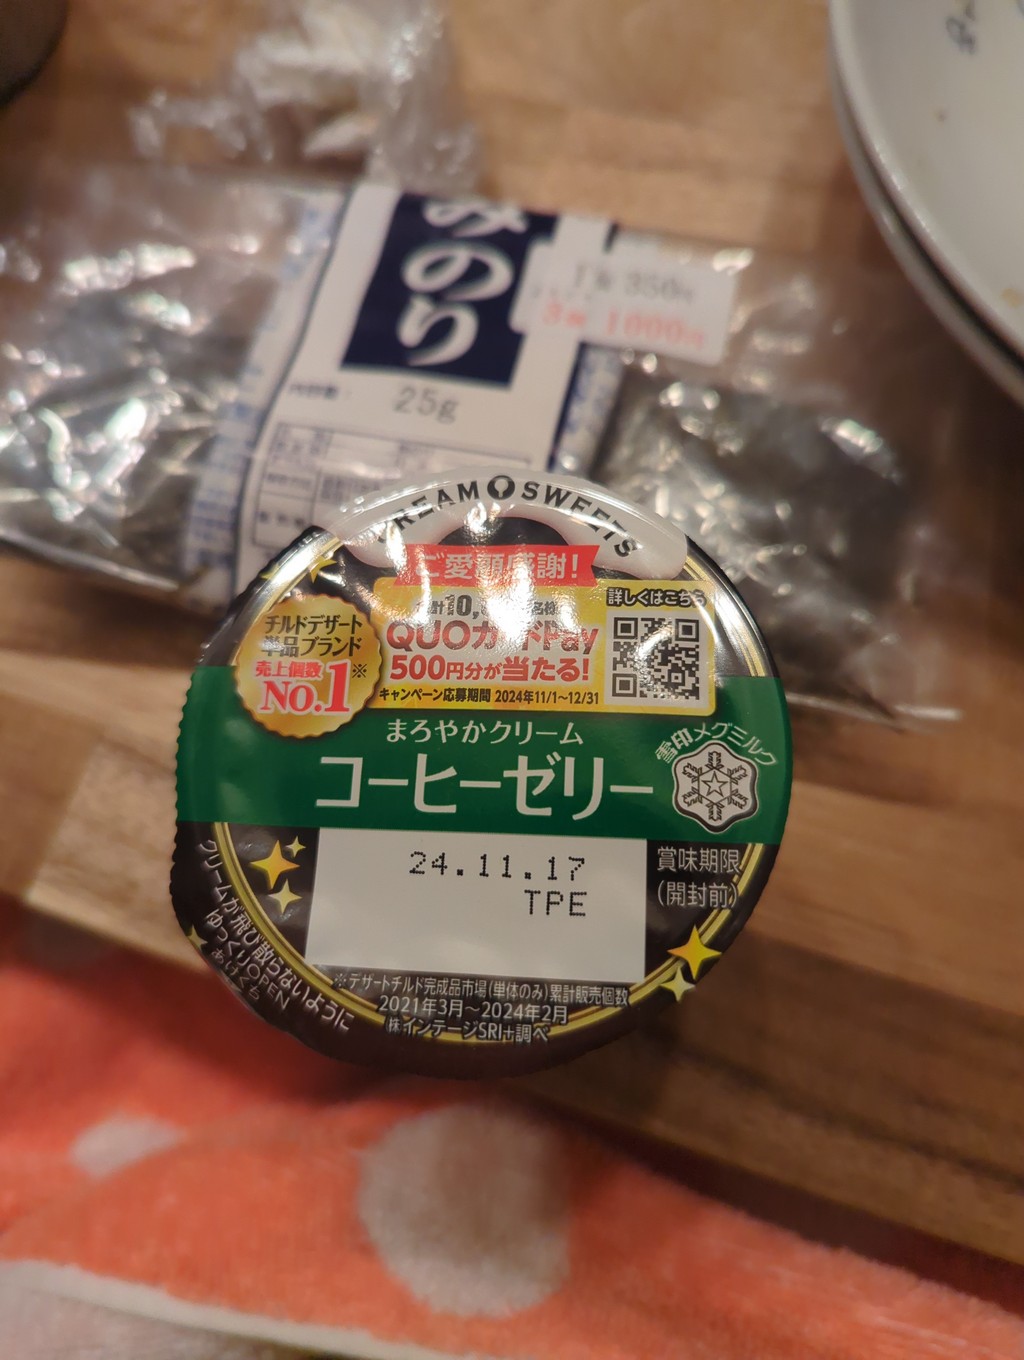 みのり
1枚 350円
3枚 1000円
25g
DREAM SWEETS
ご愛顧感謝!
詳しくはこちら
QUOカードPay
500円分が当たる!
キャンペーン応募期間 2024年11/1~12/31
チルドデザート
単品ブランド
売上個数
No.1※
まろやかクリーム
コーヒーゼリー
雪印メグミルク
24.11.17
TPE
賞味期限
(開封前)
クリームが飛び散らないように
ゆっくりOPEN
※デザートチルド完成品市場(単体のみ)累計販売個数
2021年3月~2024年2月
㈱インテージSRI+調べ